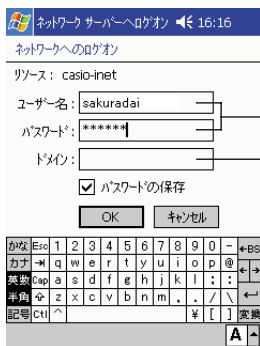 ネットワーク サーバーへログオン 16:16
ネットワークへのログオン
リソース： casio-inet
ユーザー名： sakuradai
パスワード： ******
ドメイン：
パスワードの保存
OK キャンセル
かな Esc 1 2 3 4 5 6 7 8 9 0 - ←BS
カナ →| q w e r t y u i o p @ ← →
英数 Cap a s d f g h j k l ; :
半角 z x c v b n m , . / \ ↵
記号 Ctl ^ ¥ [ ] 変換
A